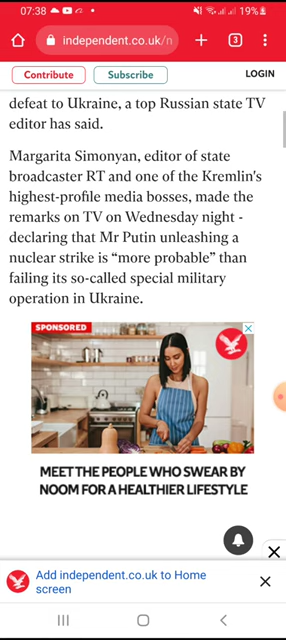 07:38
19%
independent.co.uk/n
3
Contribute
Subscribe
LOGIN
defeat to Ukraine, a top Russian state TV
editor has said.
Margarita Simonyan, editor of state
broadcaster RT and one of the Kremlin's
highest-profile media bosses, made the
remarks on TV on Wednesday night -
declaring that Mr Putin unleashing a
nuclear strike is “more probable” than
failing its so-called special military
operation in Ukraine.
SPONSORED
MEET THE PEOPLE WHO SWEAR BY
NOOM FOR A HEALTHIER LIFESTYLE
Add independent.co.uk to Home
screen